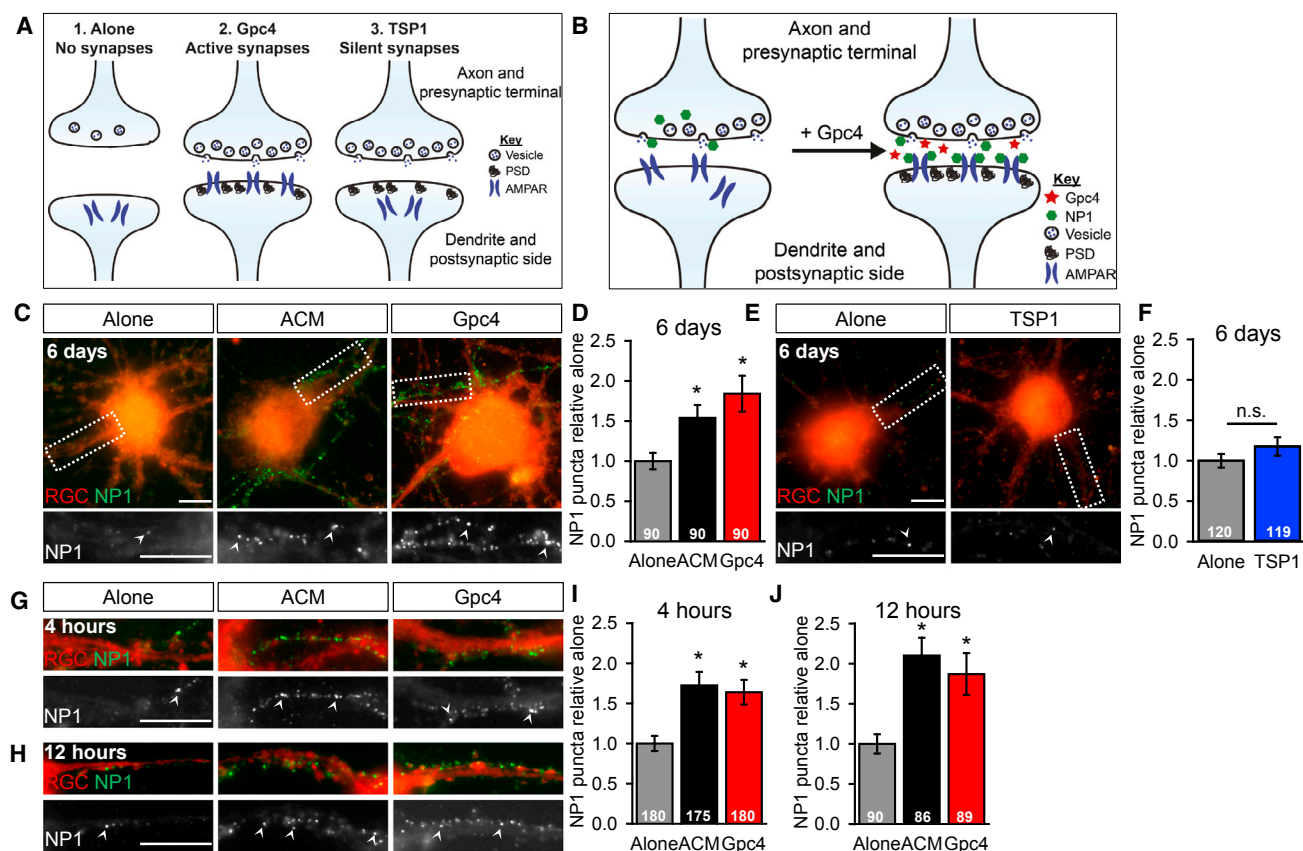 A
1. Alone
No synapses
2. Gpc4
Active synapses
3. TSP1
Silent synapses
Axon and
presynaptic terminal
Key
Vesicle
PSD
AMPAR
Dendrite and
postsynaptic side
B
Axon and
presynaptic terminal
+ Gpc4
Key
Gpc4
NP1
Vesicle
PSD
AMPAR
Dendrite and
postsynaptic side
C
Alone
ACM
Gpc4
6 days
RGC NP1
NP1
D
6 days
NP1 puncta relative alone
2.5
2.0
1.5
1.0
0.5
0.0
* *
90 90 90
Alone ACM Gpc4
E
Alone
TSP1
6 days
RGC NP1
NP1
F
6 days
NP1 puncta relative alone
2.5
2.0
1.5
1.0
0.5
0.0
n.s.
120 119
Alone TSP1
G
Alone
ACM
Gpc4
4 hours
RGC NP1
NP1
H
12 hours
RGC NP1
NP1
I
4 hours
NP1 puncta relative alone
2.5
2.0
1.5
1.0
0.5
0.0
* *
180 175 180
Alone ACM Gpc4
J
12 hours
NP1 puncta relative alone
2.5
2.0
1.5
1.0
0.5
0.0
* *
90 86 89
Alone ACM Gpc4